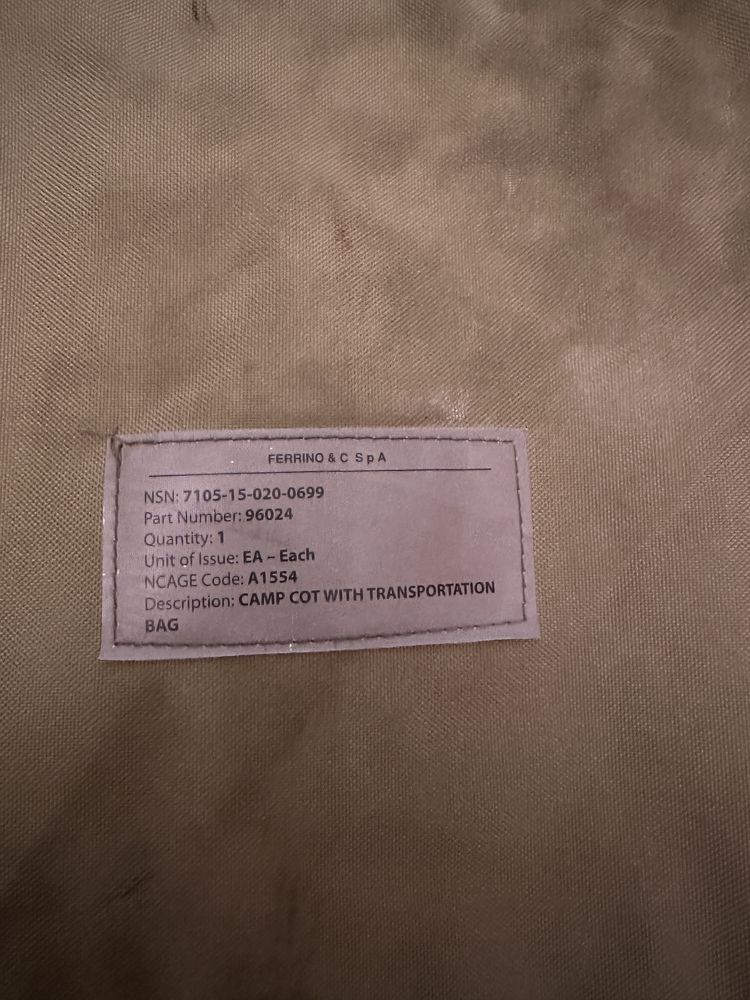 FERRINO & C S p A
NSN: 7105-15-020-0699
Part Number: 96024
Quantity: 1
Unit of Issue: EA – Each
NCAGE Code: A1554
Description: CAMP COT WITH TRANSPORTATION
BAG